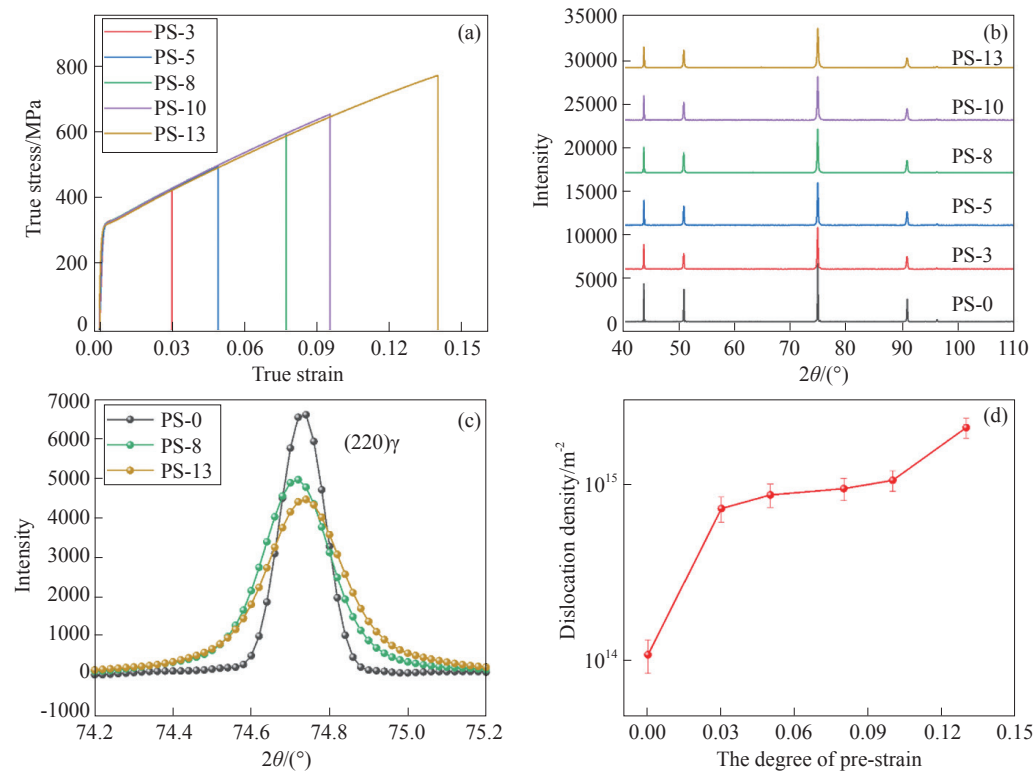 (a)
PS-3
PS-5
PS-8
PS-10
PS-13
True stress/MPa
800
600
400
200
0
0.00 0.03 0.06 0.09 0.12 0.15
True strain
(b)
Intensity
35000
30000
25000
20000
15000
10000
5000
0
PS-13
PS-10
PS-8
PS-5
PS-3
PS-0
40 50 60 70 80 90 100 110
2θ/(°)
(c)
PS-0
PS-8
PS-13
(220)γ
Intensity
7000
6000
5000
4000
3000
2000
1000
0
-1000
74.2 74.4 74.6 74.8 75.0 75.2
2θ/(°)
(d)
Dislocation density/m⁻²
10¹⁵
10¹⁴
0.00 0.03 0.06 0.09 0.12 0.15
The degree of pre-strain